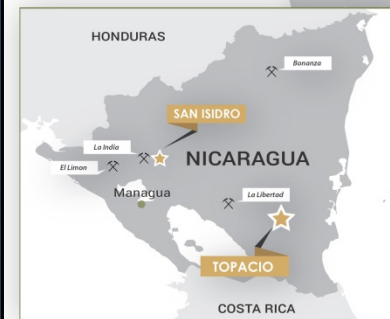 HONDURAS
Bonanza
SAN ISIDRO
La India
El Limon
NICARAGUA
Managua
La Libertad
TOPACIO
COSTA RICA